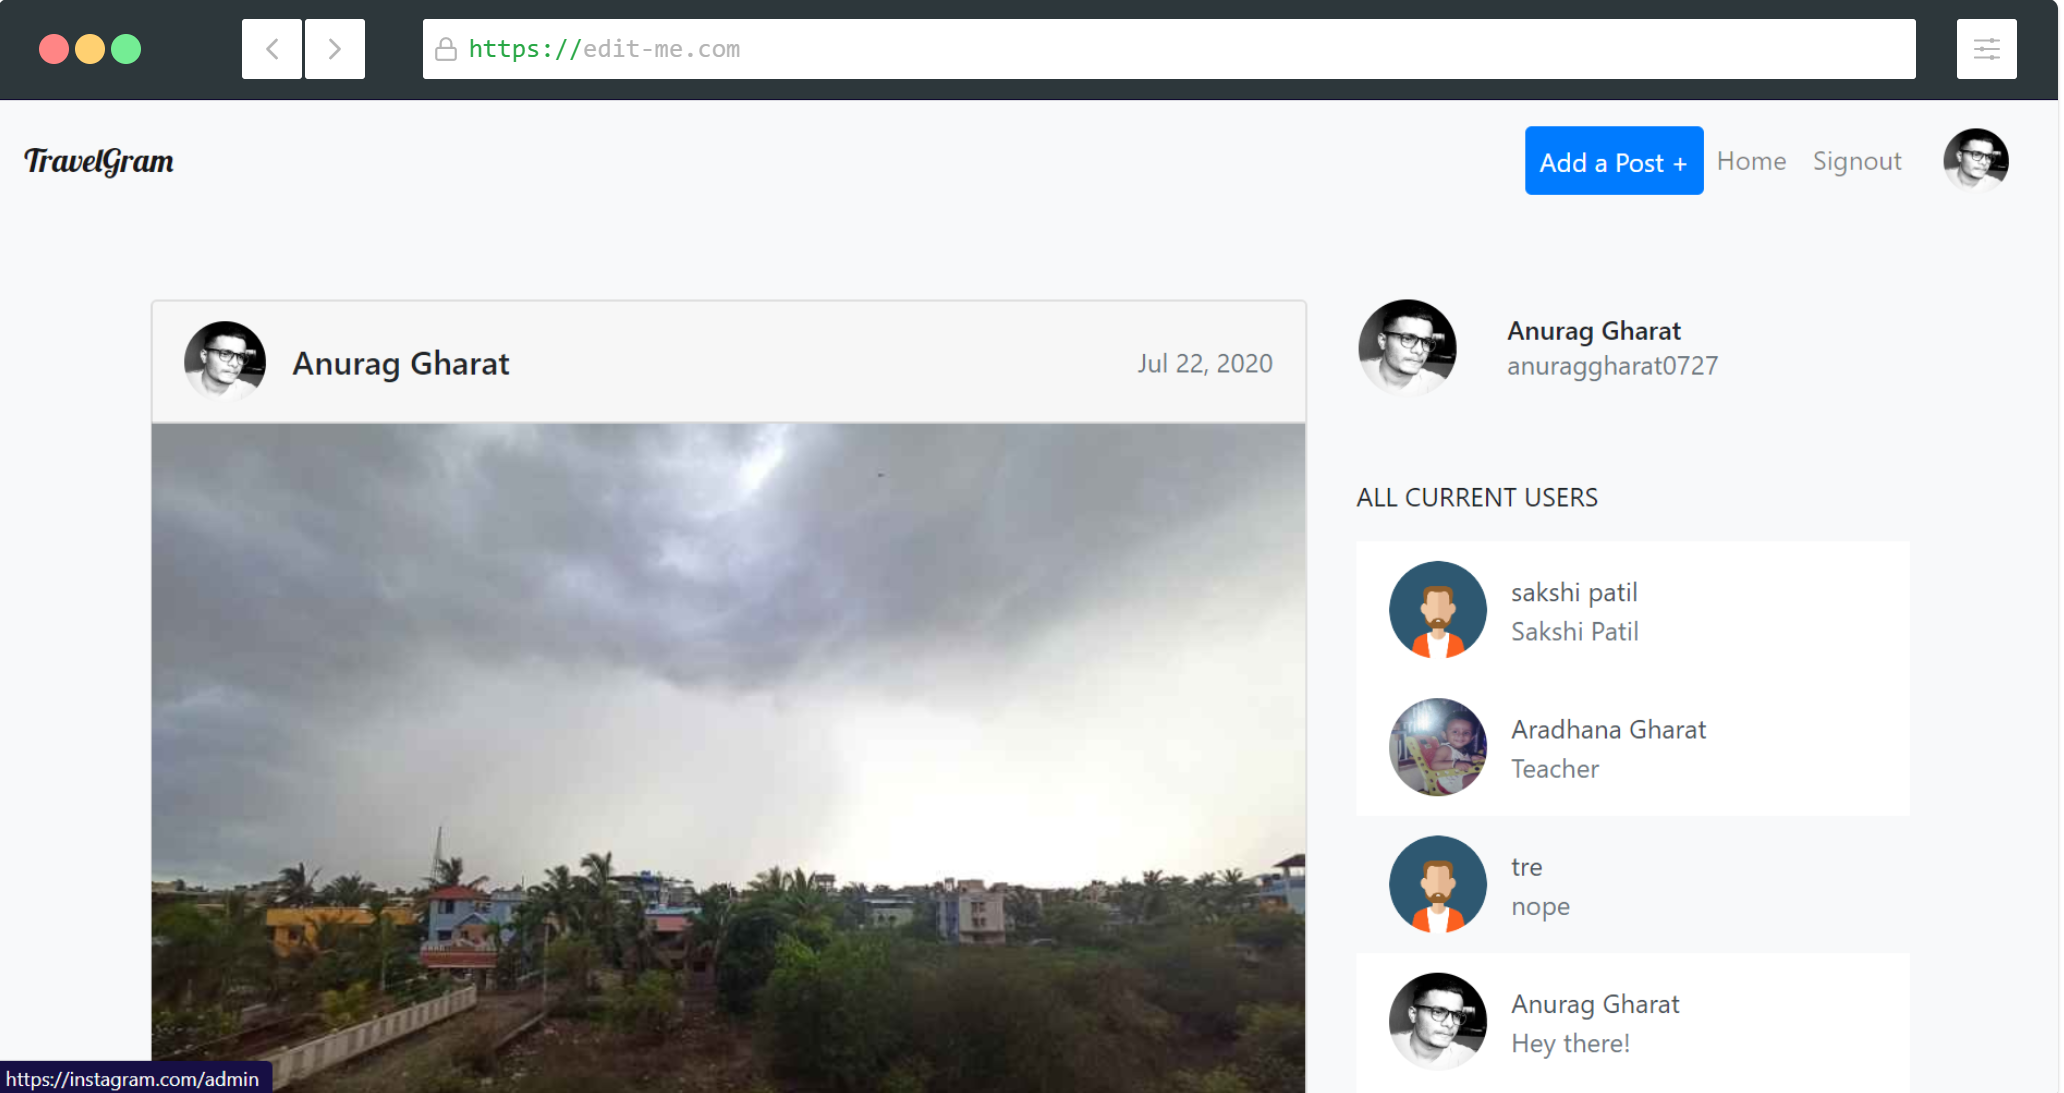 https://edit-me.com
TravelGram
Add a Post +
Home
Signout
Anurag Gharat
Jul 22, 2020
Anurag Gharat
anuraggharat0727
ALL CURRENT USERS
sakshi patil
Sakshi Patil
Aradhana Gharat
Teacher
tre
nope
Anurag Gharat
Hey there!
https://instagram.com/admin